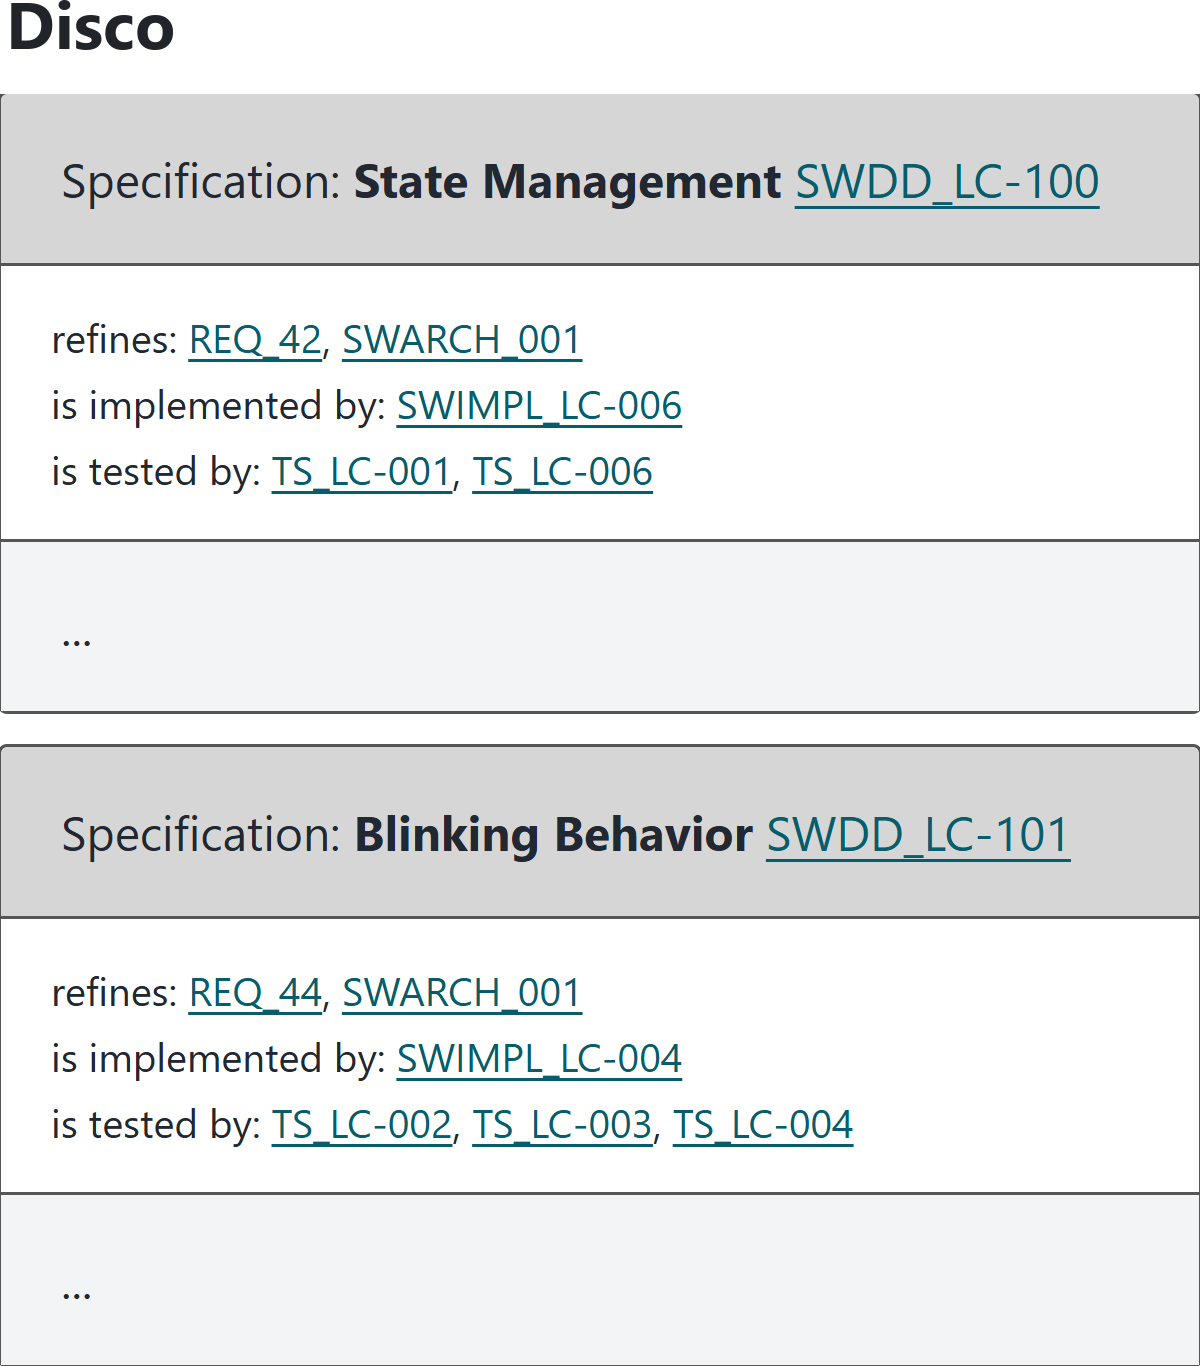 Disco
Specification: State Management SWDD_LC-100
refines: REQ_42, SWARCH_001
is implemented by: SWIMPL_LC-006
is tested by: TS_LC-001, TS_LC-006
...
Specification: Blinking Behavior SWDD_LC-101
refines: REQ_44, SWARCH_001
is implemented by: SWIMPL_LC-004
is tested by: TS_LC-002, TS_LC-003, TS_LC-004
...